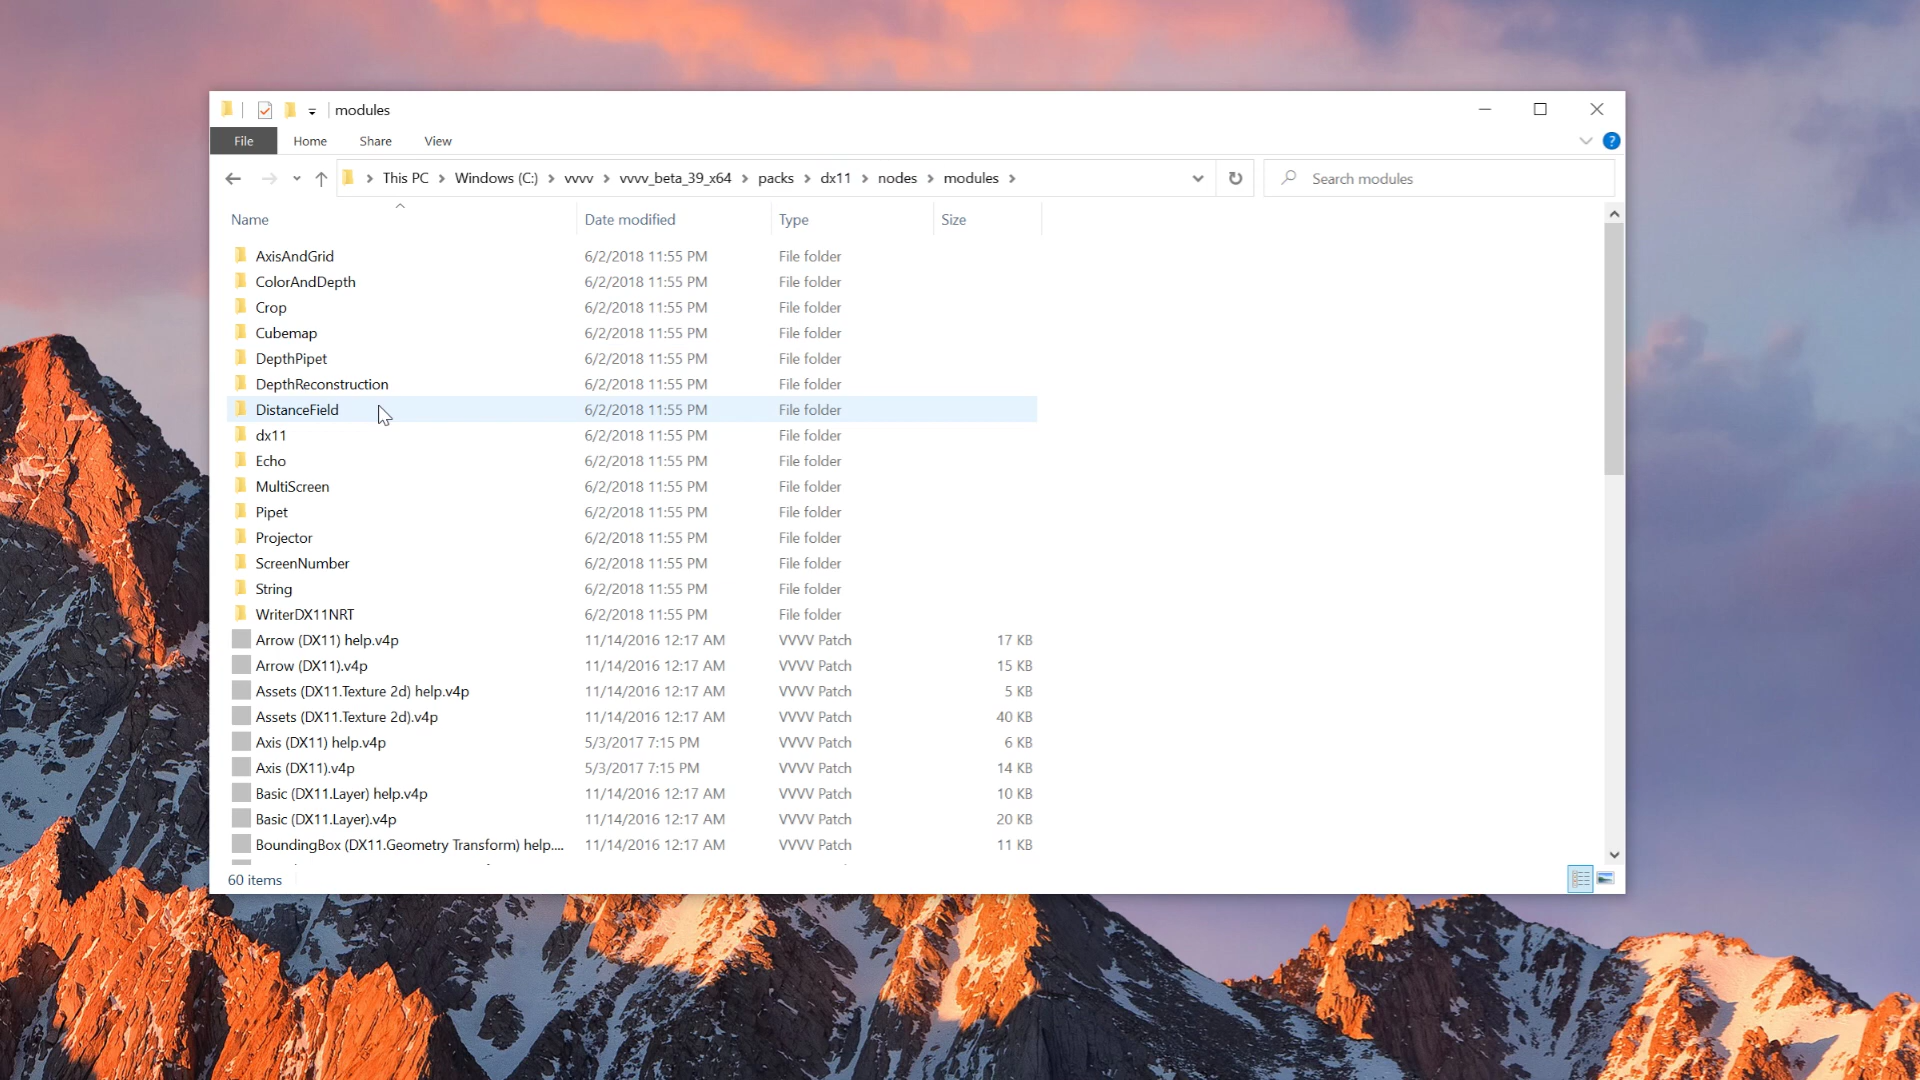 modules
File Home Share View
This PC Windows (C:) vvvv vvvv_beta_39_x64 packs dx11 nodes modules Search modules
Name Date modified Type Size
AxisAndGrid 6/2/2018 11:55 PM File folder
ColorAndDepth 6/2/2018 11:55 PM File folder
Crop 6/2/2018 11:55 PM File folder
Cubemap 6/2/2018 11:55 PM File folder
DepthPipet 6/2/2018 11:55 PM File folder
DepthReconstruction 6/2/2018 11:55 PM File folder
DistanceField 6/2/2018 11:55 PM File folder
dx11 6/2/2018 11:55 PM File folder
Echo 6/2/2018 11:55 PM File folder
MultiScreen 6/2/2018 11:55 PM File folder
Pipet 6/2/2018 11:55 PM File folder
Projector 6/2/2018 11:55 PM File folder
ScreenNumber 6/2/2018 11:55 PM File folder
String 6/2/2018 11:55 PM File folder
WriterDX11NRT 6/2/2018 11:55 PM File folder
Arrow (DX11) help.v4p 11/14/2016 12:17 AM VVVV Patch 17 KB
Arrow (DX11).v4p 11/14/2016 12:17 AM VVVV Patch 15 KB
Assets (DX11.Texture 2d) help.v4p 11/14/2016 12:17 AM VVVV Patch 5 KB
Assets (DX11.Texture 2d).v4p 11/14/2016 12:17 AM VVVV Patch 40 KB
Axis (DX11) help.v4p 5/3/2017 7:15 PM VVVV Patch 6 KB
Axis (DX11).v4p 5/3/2017 7:15 PM VVVV Patch 14 KB
Basic (DX11.Layer) help.v4p 11/14/2016 12:17 AM VVVV Patch 10 KB
Basic (DX11.Layer).v4p 11/14/2016 12:17 AM VVVV Patch 20 KB
BoundingBox (DX11.Geometry Transform) help.... 11/14/2016 12:17 AM VVVV Patch 11 KB
60 items